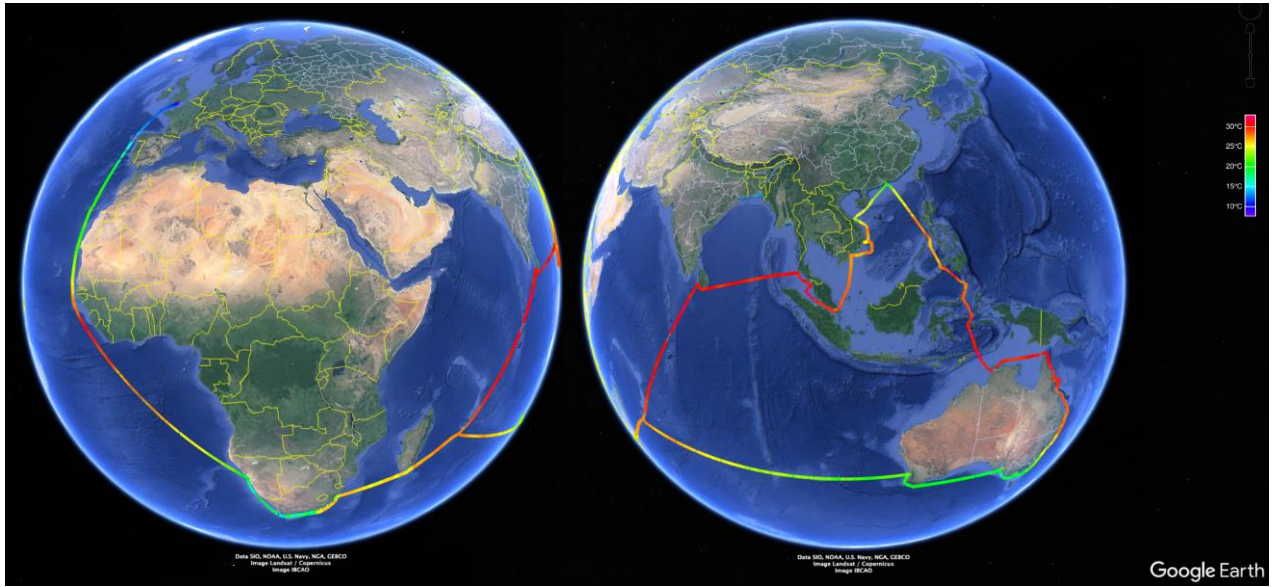 30°C
25°C
20°C
15°C
10°C
Data SIO, NOAA, U.S. Navy, NGA, GEBCO
Image Landsat / Copernicus
Image IBCAO
Data SIO, NOAA, U.S. Navy, NGA, GEBCO
Image Landsat / Copernicus
Image IBCAO
Google Earth